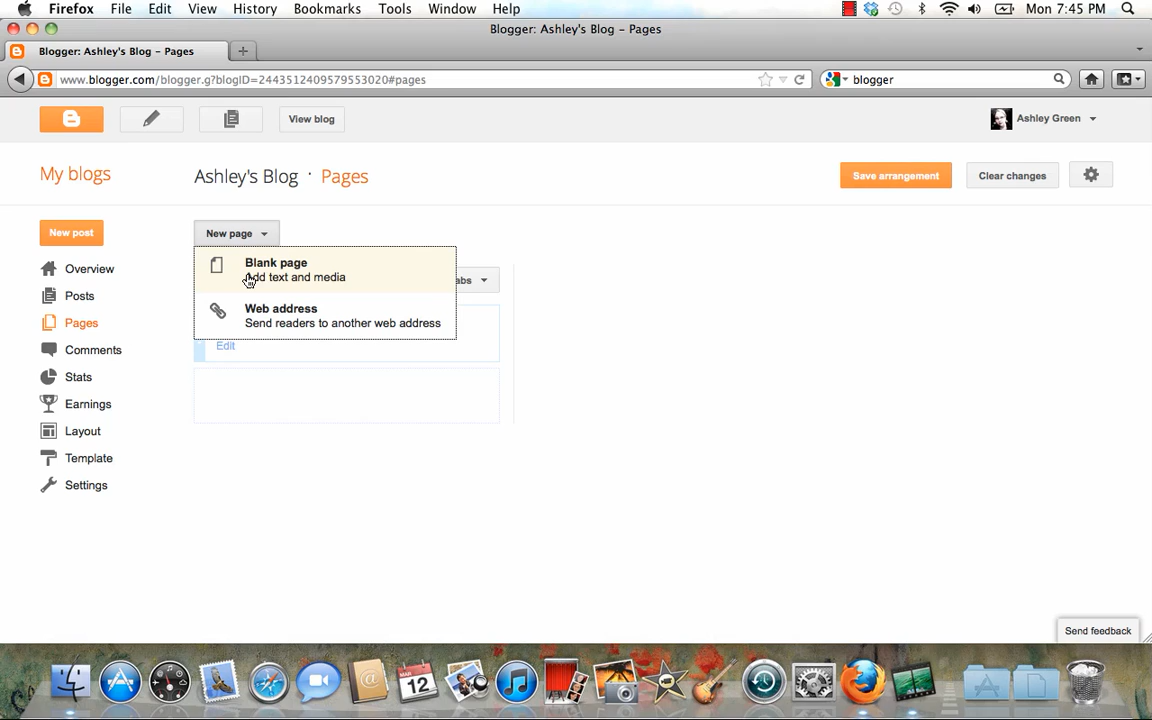 Firefox File Edit View History Bookmarks Tools Window Help Mon 7:45 PM
Blogger: Ashley's Blog - Pages
Blogger: Ashley's Blog - Pages
www.blogger.com/blogger.g?blogID=2443512409579553020#pages
blogger
View blog
Ashley Green
My blogs
Ashley's Blog · Pages
Save arrangement
Clear changes
New post
New page
Blank page
Add text and media
abs
Web address
Send readers to another web address
Edit
Overview
Posts
Pages
Comments
Stats
Earnings
Layout
Template
Settings
Send feedback
12